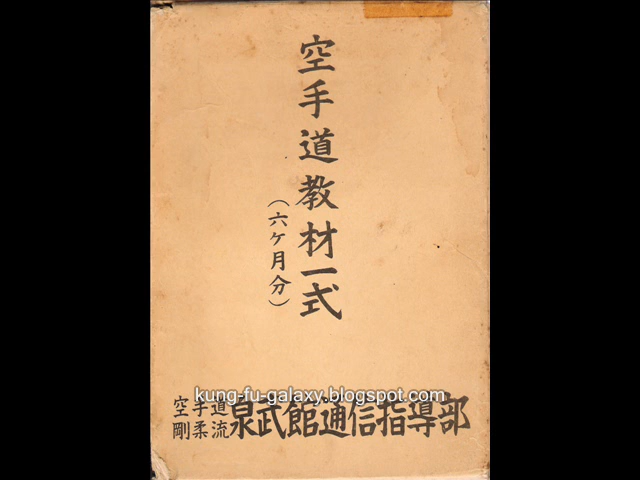 空手道教材一式
（六ケ月分）
kung-fu-galaxy.blogspot.com
空手道
剛柔流
泉武館通信指導部